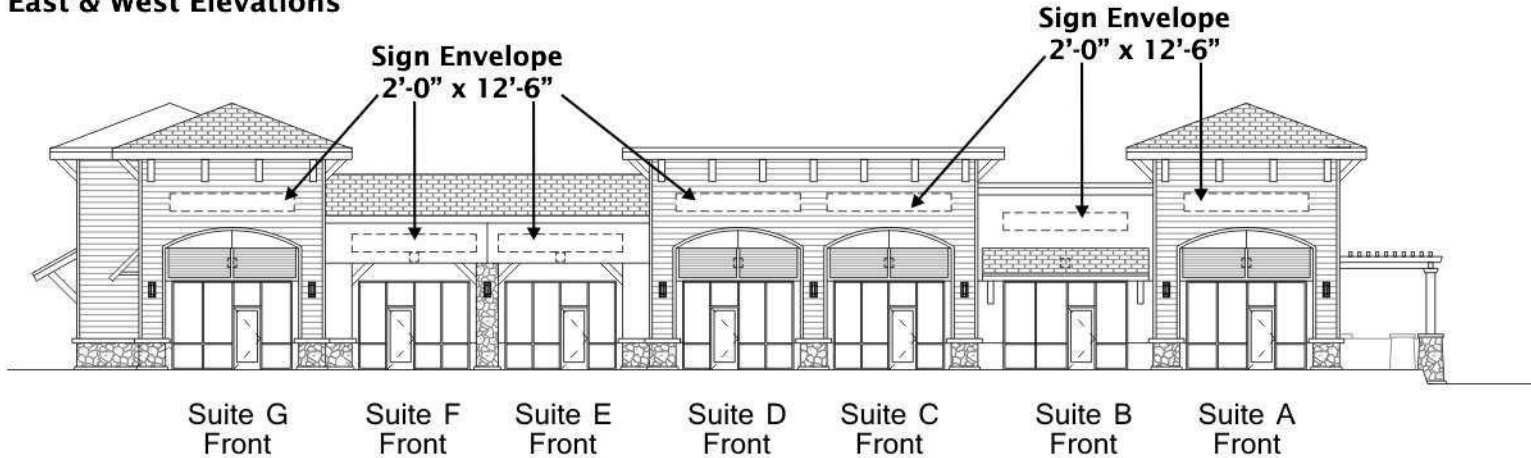 East & West Elevations
Sign Envelope
2'-0” x 12'-6”
Sign Envelope
2'-0” x 12'-6”
Suite G
Front
Suite F
Front
Suite E
Front
Suite D
Front
Suite C
Front
Suite B
Front
Suite A
Front